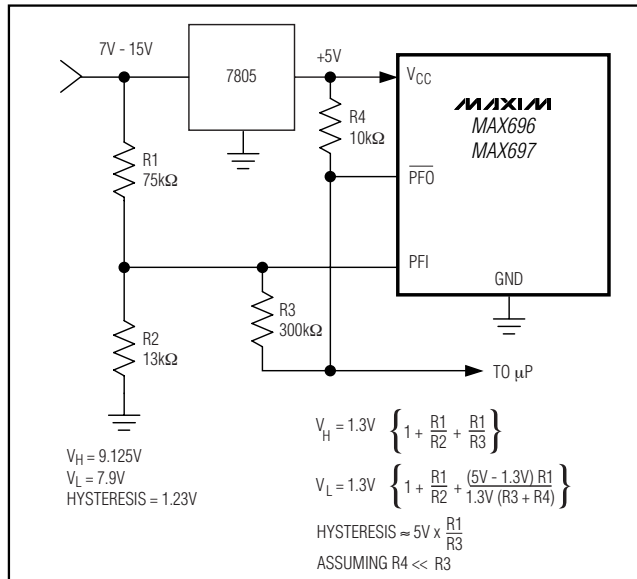 7V - 15V
7805
+5V
VCC
MAXIM
MAX696
MAX697
R4
10kΩ
PFO
R1
75kΩ
PFI
GND
R3
300kΩ
R2
13kΩ
TO µP
VH = 9.125V
VL = 7.9V
HYSTERESIS = 1.23V
VH = 1.3V { 1 + R1/R2 + R1/R3 }
VL = 1.3V { 1 + R1/R2 + (5V - 1.3V) R1/1.3V (R3 + R4) }
HYSTERESIS ≈ 5V x R1/R3
ASSUMING R4 << R3